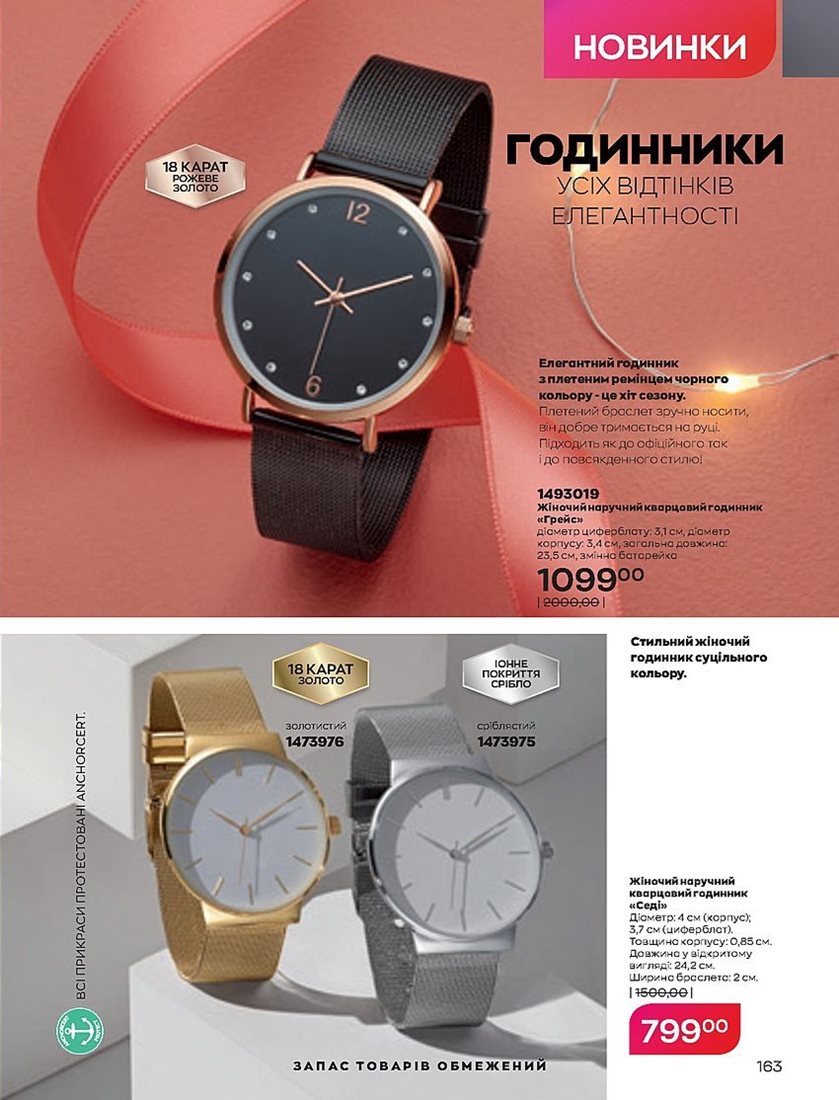 НОВИНКИ
ГОДИННИКИ
УСІХ ВІДТІНКІВ
ЕЛЕГАНТНОСТІ
18 КАРАТ
РОЖЕВЕ
ЗОЛОТО
12
6
Елегантний годинник
з плетеним ремінцем чорного
кольору - це хіт сезону.
Плетений браслет зручно носити,
він добре тримається на руці.
Підходить як до офіційного так
і до повсякденного стилю!
1493019
Жіночий наручний кварцовий годинник
«Грейс»
діаметр циферблату: 3,1 см, діаметр
корпусу: 3,4 см, загальна довжина:
23,5 см, змінна батарейка
1099⁰⁰
| 2000,00 |
18 КАРАТ
ЗОЛОТО
золотистий
1473976
ІОННЕ
ПОКРИТТЯ
СРІБЛО
сріблястий
1473975
Стильний жіночий
годинник суцільного
кольору.
ВСІ ПРИКРАСИ ПРОТЕСТОВАНІ ANCHORCERT.
ANCHORCERT
PROTECT
Жіночий наручний
кварцовий годинник
«Седі»
Діаметр: 4 см (корпус);
3,7 см (циферблат).
Товщина корпусу: 0,85 см.
Довжина у відкритому
вигляді: 24,2 см.
Ширина браслета: 2 см.
| 1500,00 |
799⁰⁰
ЗАПАС ТОВАРІВ ОБМЕЖЕНИЙ
163